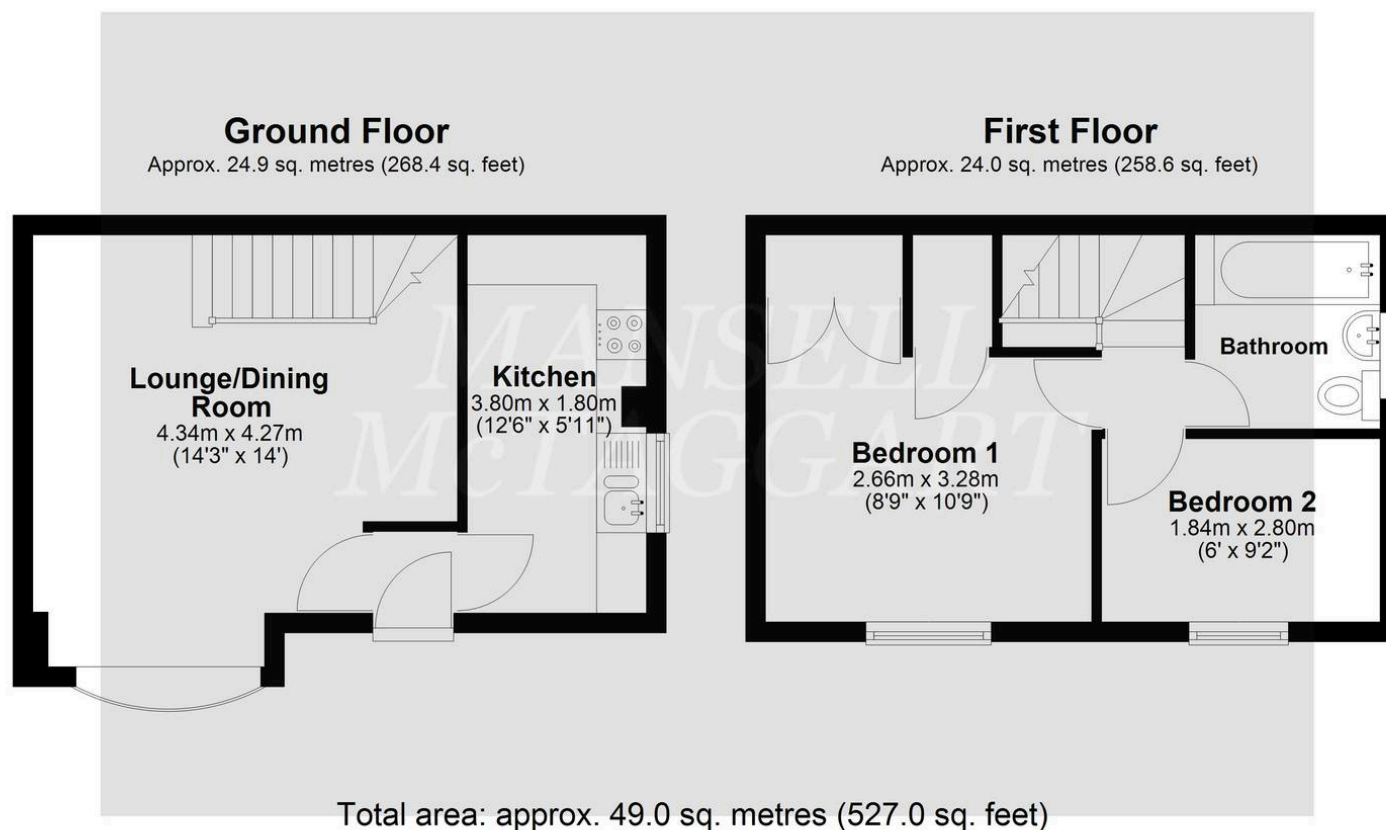 Ground Floor
Approx. 24.9 sq. metres (268.4 sq. feet)
Lounge/Dining
Room
4.34m x 4.27m
(14'3" x 14')
Kitchen
3.80m x 1.80m
(12'6" x 5'11")
First Floor
Approx. 24.0 sq. metres (258.6 sq. feet)
Bathroom
Bedroom 1
2.66m x 3.28m
(8'9" x 10'9")
Bedroom 2
1.84m x 2.80m
(6' x 9'2")
MANSELL
McTAGGART
Total area: approx. 49.0 sq. metres (527.0 sq. feet)